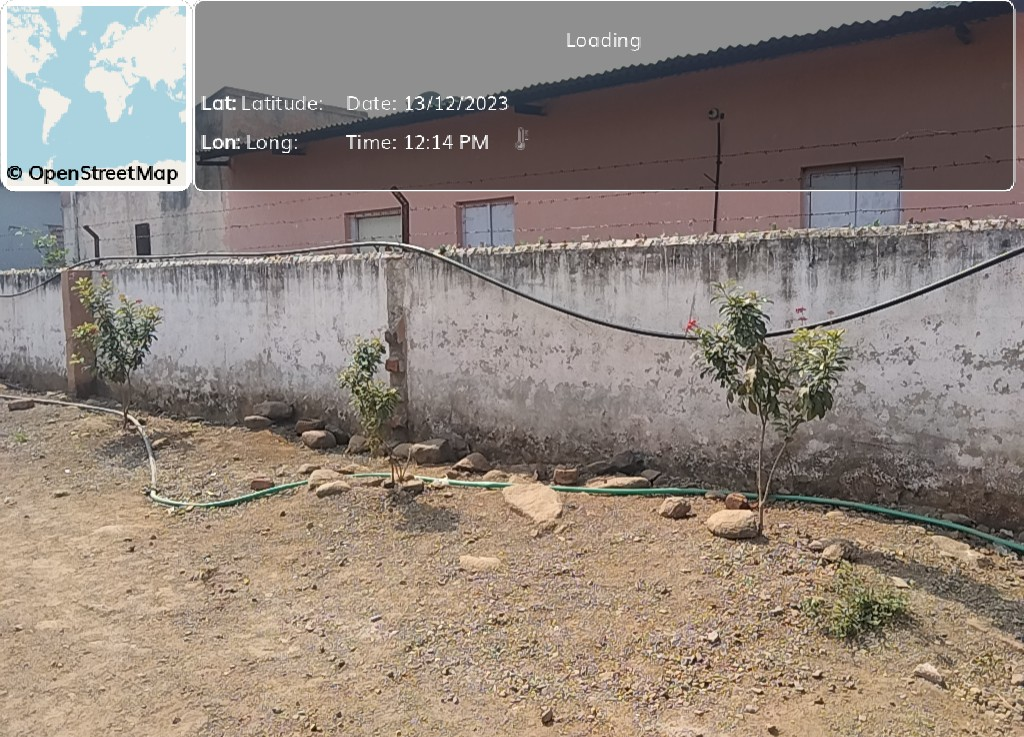 Loading
Lat: Latitude: Date: 13/12/2023
Lon: Long: Time: 12:14 PM
© OpenStreetMap